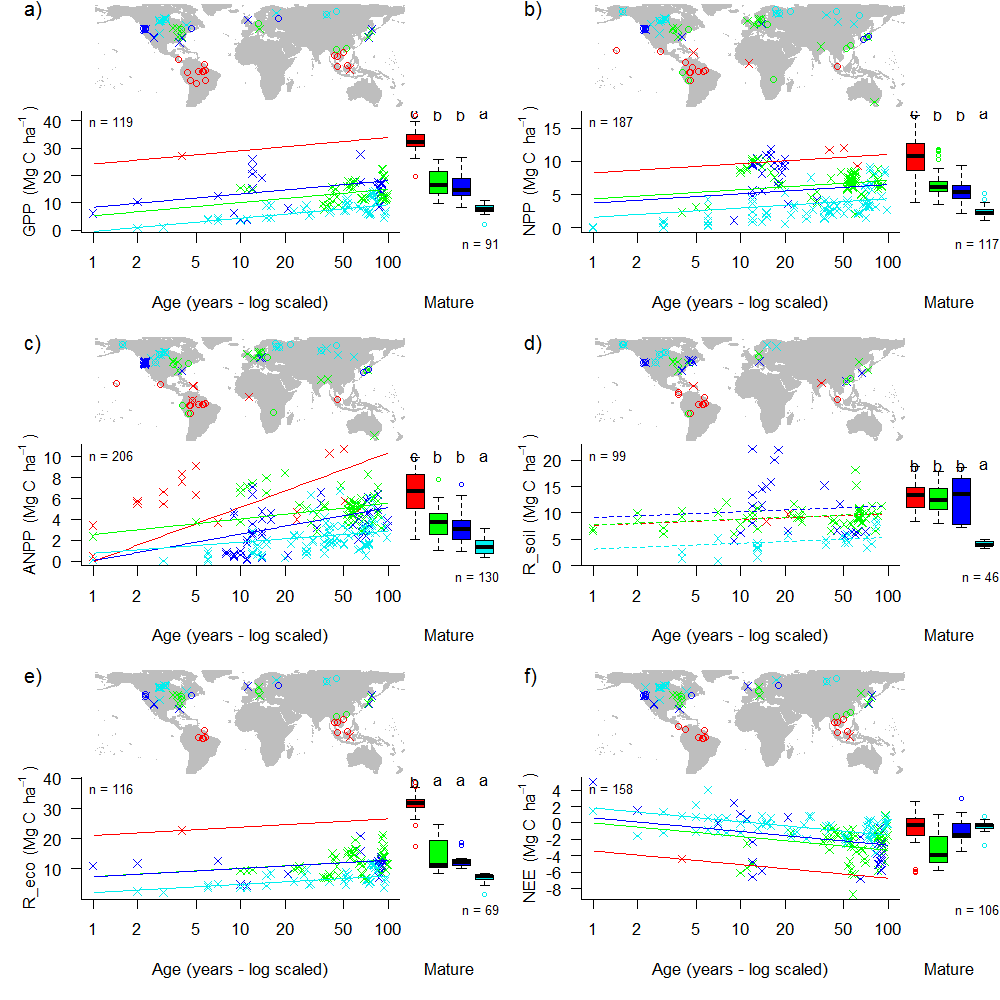 a)
GPP (Mg C ha⁻¹ )
40
30
20
10
0
n = 119
c b b a
n = 91
1 2 5 10 20 50 100
Age (years - log scaled) Mature
b)
NPP (Mg C ha⁻¹ )
15
10
5
0
n = 187
c b b a
n = 117
1 2 5 10 20 50 100
Age (years - log scaled) Mature
c)
ANPP (Mg C ha⁻¹ )
10
8
6
4
2
0
n = 206
c b b a
n = 130
1 2 5 10 20 50 100
Age (years - log scaled) Mature
d)
R_soil (Mg C ha⁻¹ )
20
15
10
5
0
n = 99
b b b a
n = 46
1 2 5 10 20 50 100
Age (years - log scaled) Mature
e)
R_eco (Mg C ha⁻¹ )
40
30
20
10
n = 116
b a a a
n = 69
1 2 5 10 20 50 100
Age (years - log scaled) Mature
f)
NEE (Mg C ha⁻¹ )
4
2
0
-2
-4
-6
-8
n = 158
n = 106
1 2 5 10 20 50 100
Age (years - log scaled) Mature